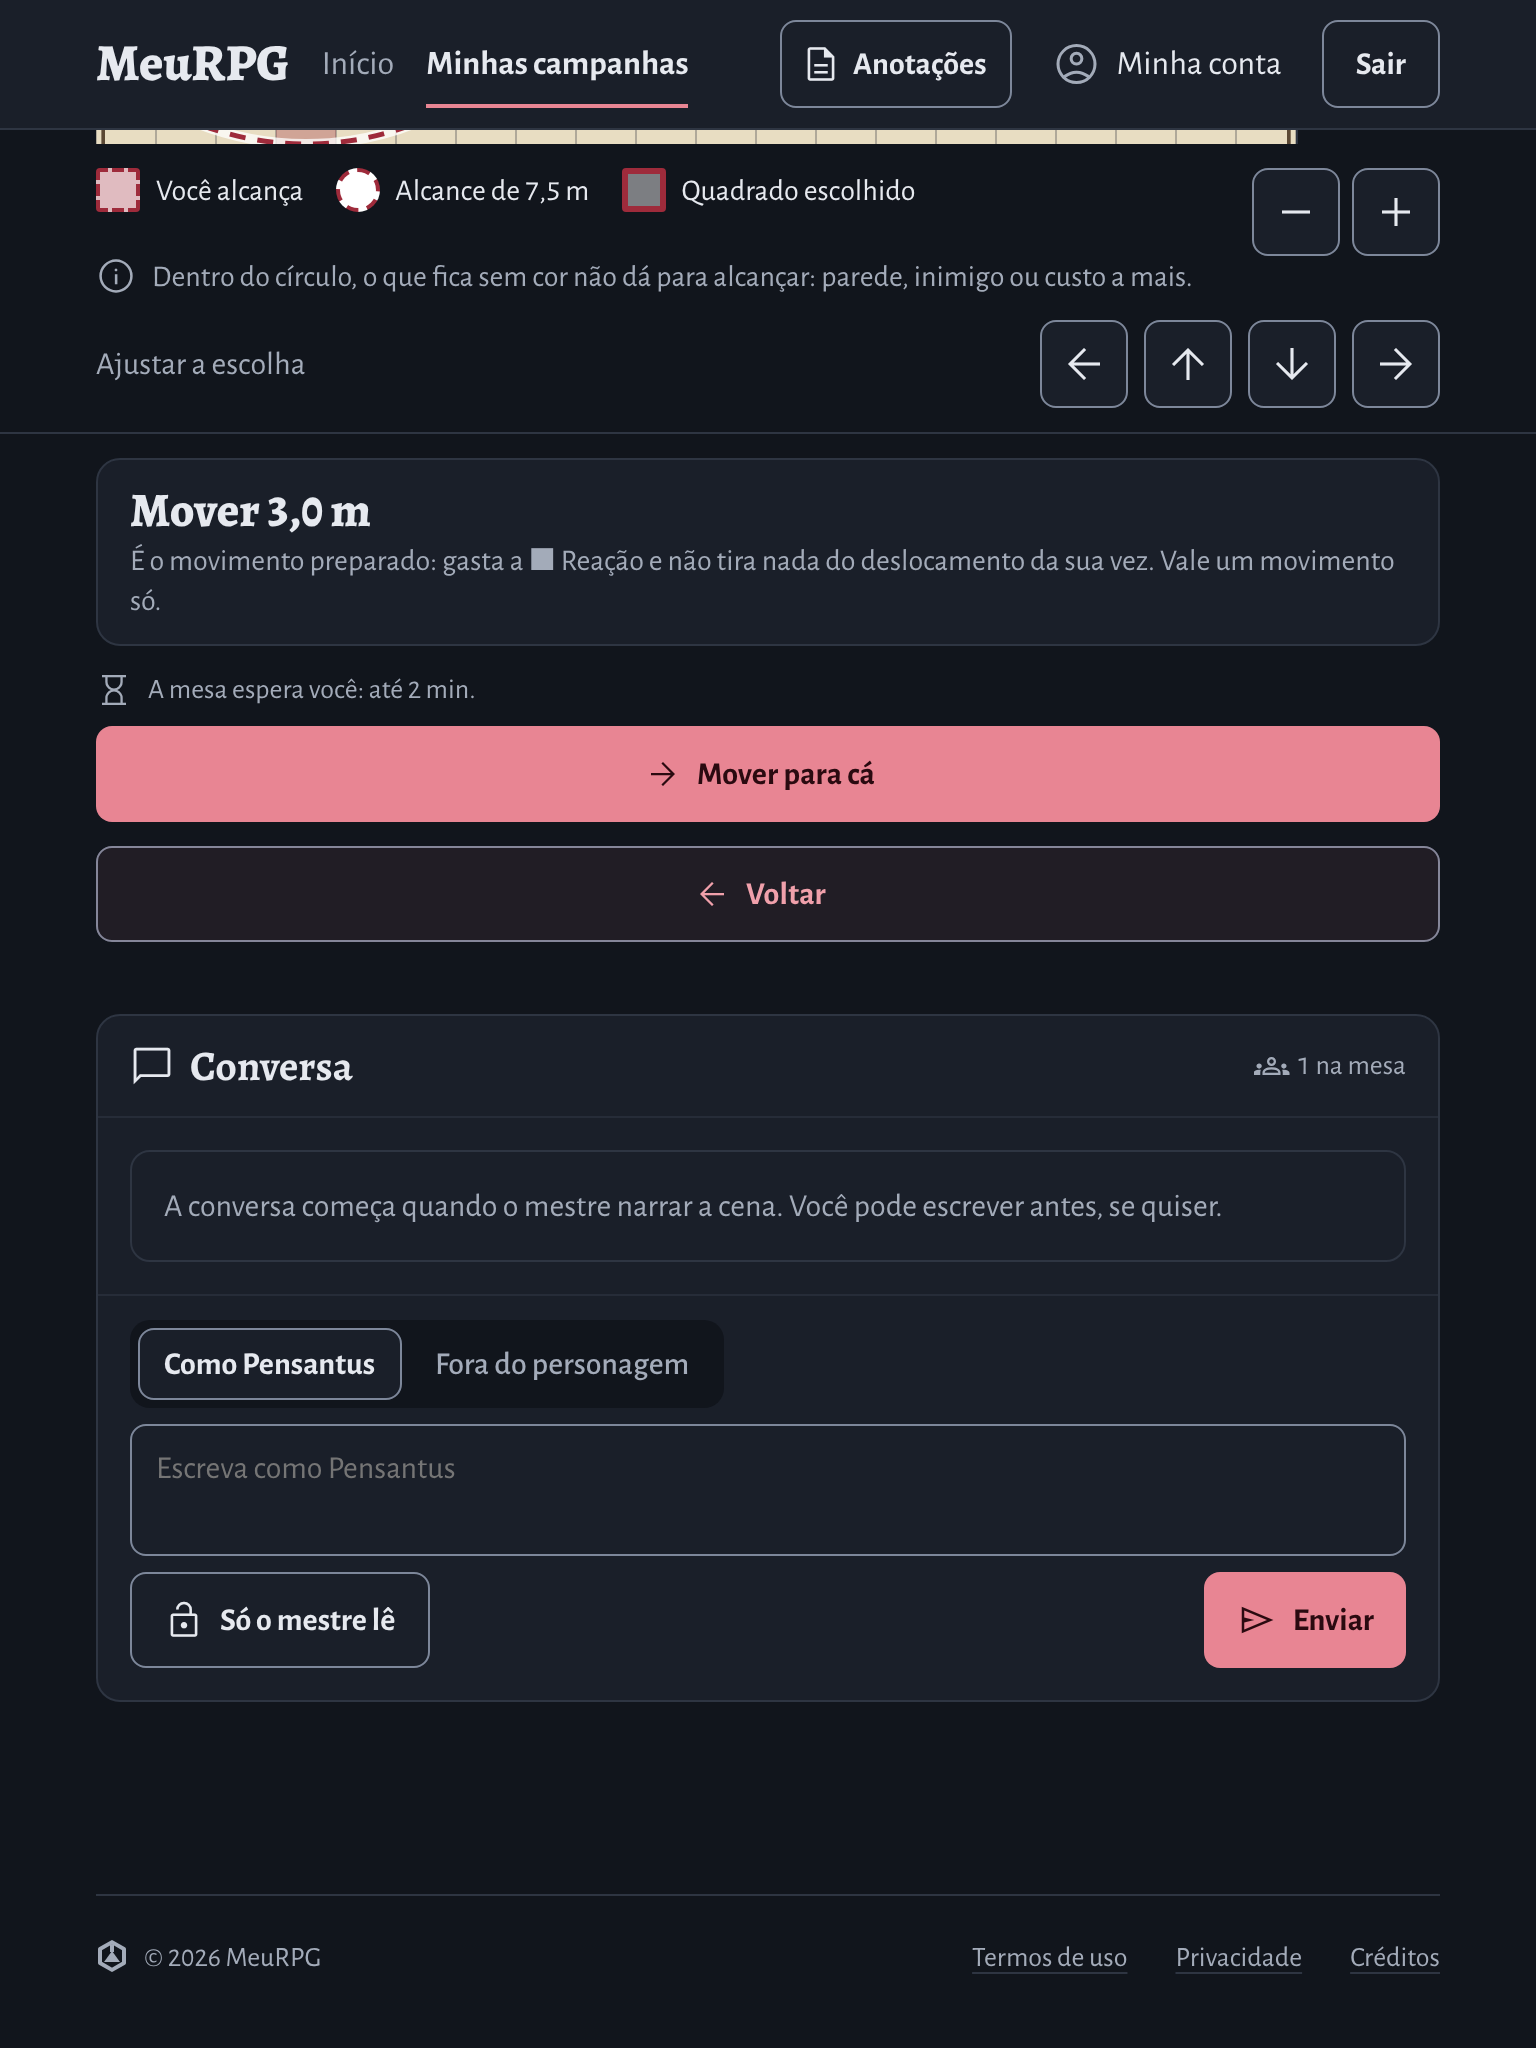 MeuRPG Início Minhas campanhas Anotações Minha conta Sair
Você alcança Alcance de 7,5 m Quadrado escolhido
Dentro do círculo, o que fica sem cor não dá para alcançar: parede, inimigo ou custo a mais.
Ajustar a escolha
Mover 3,0 m
É o movimento preparado: gasta a ■ Reação e não tira nada do deslocamento da sua vez. Vale um movimento
só.
A mesa espera você: até 2 min.
Mover para cá
Voltar
Conversa 1 na mesa
A conversa começa quando o mestre narrar a cena. Você pode escrever antes, se quiser.
Como Pensantus Fora do personagem
Escreva como Pensantus
Só o mestre lê Enviar
© 2026 MeuRPG Termos de uso Privacidade Créditos